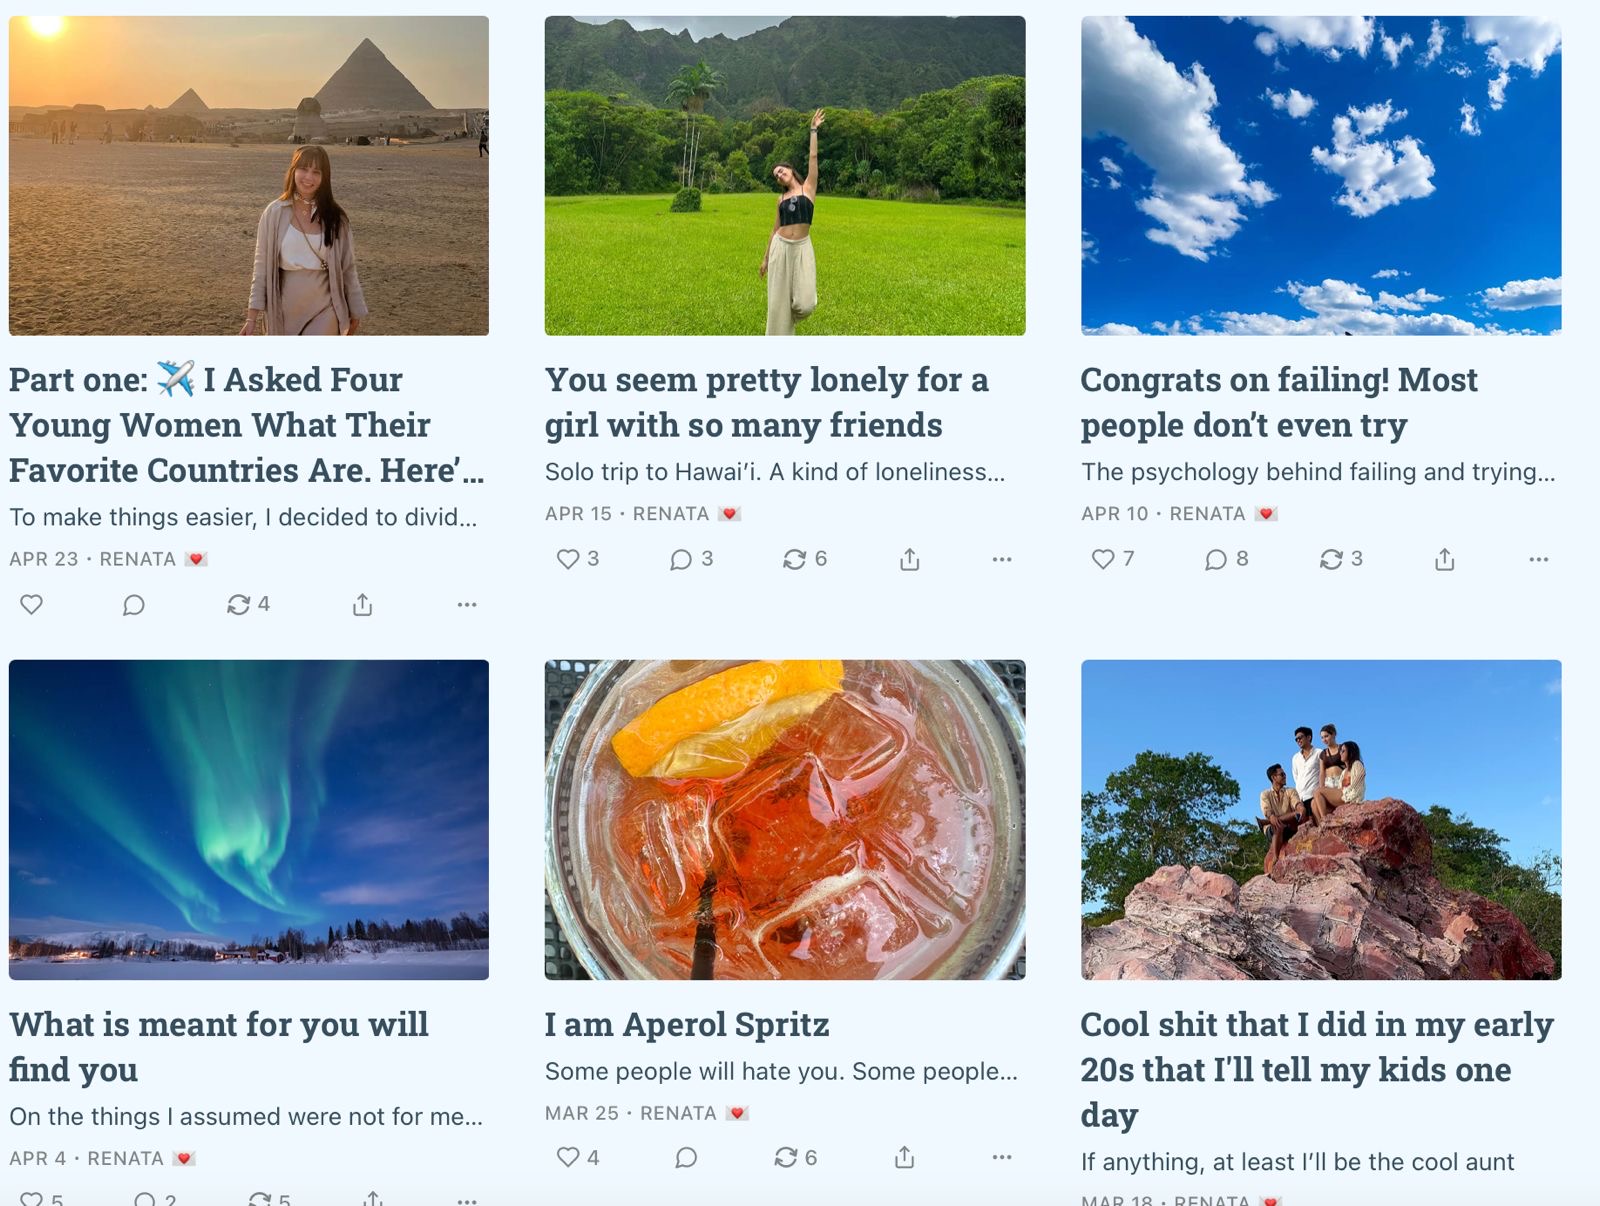 Part one: ✈️ I Asked Four
Young Women What Their
Favorite Countries Are. Here’...
To make things easier, I decided to divid...
APR 23 · RENATA 💌
4
You seem pretty lonely for a
girl with so many friends
Solo trip to Hawai’i. A kind of loneliness...
APR 15 · RENATA 💌
3 3 6
Congrats on failing! Most
people don’t even try
The psychology behind failing and trying...
APR 10 · RENATA 💌
7 8 3
What is meant for you will
find you
On the things I assumed were not for me...
APR 4 · RENATA 💌
5 2 5
I am Aperol Spritz
Some people will hate you. Some people...
MAR 25 · RENATA 💌
4 6
Cool shit that I did in my early
20s that I'll tell my kids one
day
If anything, at least I’ll be the cool aunt
MAR 18 · RENATA 💌